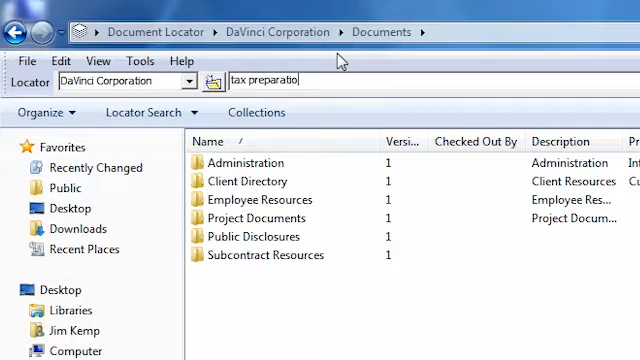 Document Locator DaVinci Corporation Documents
File Edit View Tools Help
Locator DaVinci Corporation tax preparatio
Organize Locator Search Collections
Favorites
Recently Changed
Public
Desktop
Downloads
Recent Places
Desktop
Libraries
Jim Kemp
Computer
Name Versi... Checked Out By Description
Administration 1 Administration
Client Directory 1 Client Resources
Employee Resources 1 Employee Res...
Project Documents 1 Project Docum...
Public Disclosures 1
Subcontract Resources 1